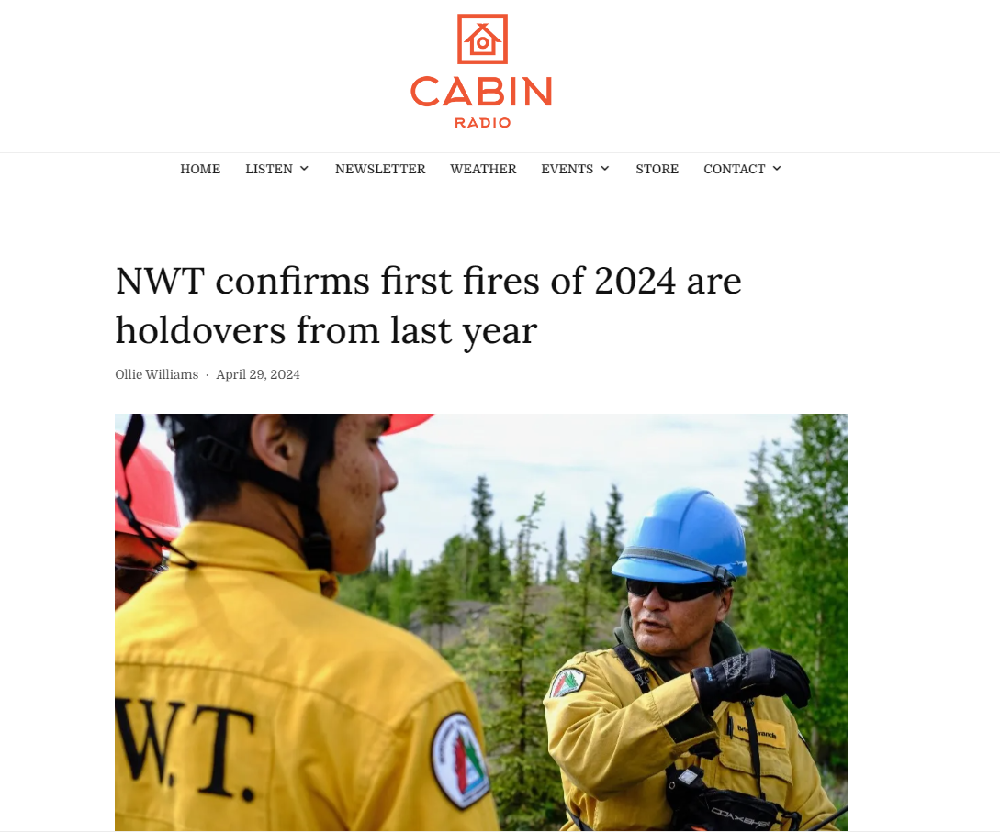 CABIN
RADIO
HOME LISTEN NEWSLETTER WEATHER EVENTS STORE CONTACT
NWT confirms first fires of 2024 are
holdovers from last year
Ollie Williams · April 29, 2024
W.T.
COAXSHER